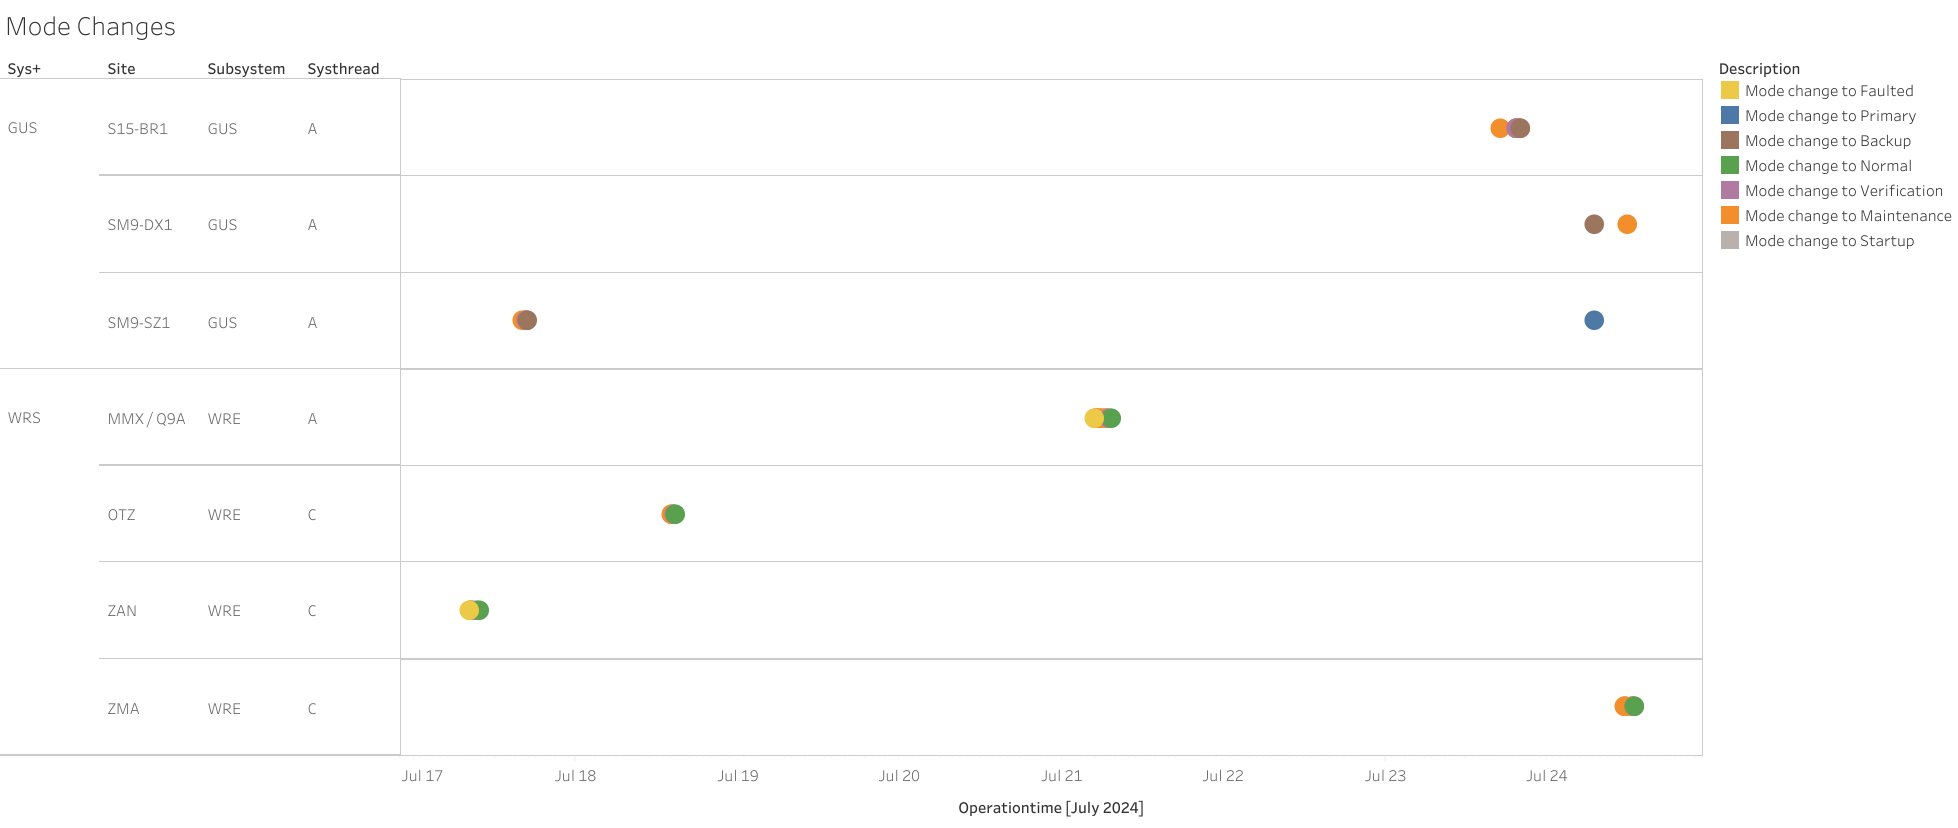 Mode Changes
Sys+ Site Subsystem Systhread
GUS S15-BR1 GUS A
SM9-DX1 GUS A
SM9-SZ1 GUS A
WRS MMX / Q9A WRE A
OTZ WRE C
ZAN WRE C
ZMA WRE C
Jul 17 Jul 18 Jul 19 Jul 20 Jul 21 Jul 22 Jul 23 Jul 24
Operationtime [July 2024]
Description
Mode change to Faulted
Mode change to Primary
Mode change to Backup
Mode change to Normal
Mode change to Verification
Mode change to Maintenance
Mode change to Startup